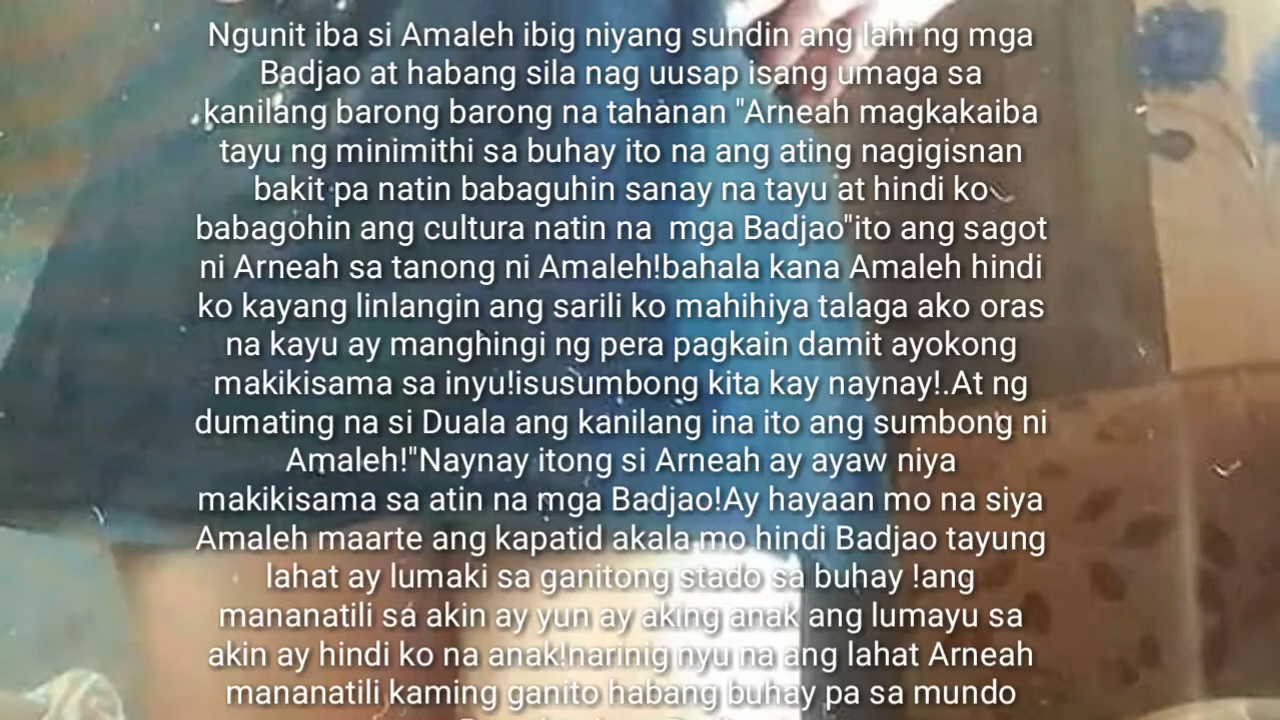 Ngunit iba si Amaleh ibig niyang sundin ang lahi ng mga
Badjao at habang sila nag uusap isang umaga sa
kanilang barong barong na tahanan "Arneah magkakaiba
tayu ng minimithi sa buhay ito na ang ating nagigisnan
bakit pa natin babaguhin sanay na tayu at hindi ko
babagohin ang cultura natin na  mga Badjao"ito ang sagot
ni Arneah sa tanong ni Amaleh!bahala kana Amaleh hindi
ko kayang linlangin ang sarili ko mahihiya talaga ako oras
na kayu ay manghingi ng pera pagkain damit ayokong
makikisama sa inyu!isusumbong kita kay naynay!.At ng
dumating na si Duala ang kanilang ina ito ang sumbong ni
Amaleh!"Naynay itong si Arneah ay ayaw niya
makikisama sa atin na mga Badjao!Ay hayaan mo na siya
Amaleh maarte ang kapatid akala mo hindi Badjao tayung
lahat ay lumaki sa ganitong stado sa buhay !ang
mananatili sa akin ay yun ay aking anak ang lumayu sa
akin ay hindi ko na anak!narinig nyu na ang lahat Arneah
mananatili kaming ganito habang buhay pa sa mundo